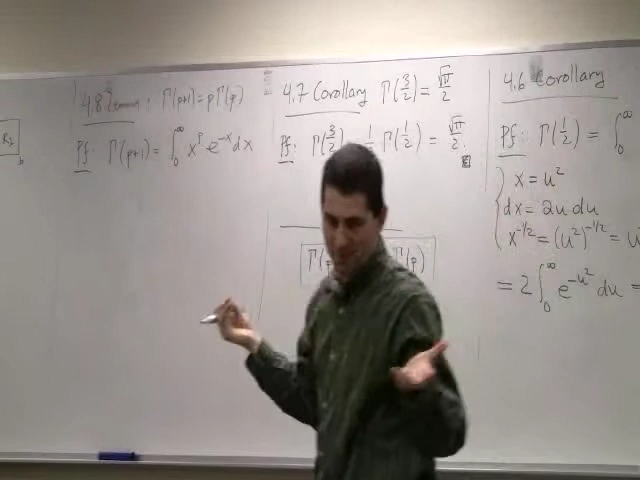 R₂
4.8 Theorem : Γ(p+1) = pΓ(p)
Pf: Γ(p+1) = ∫₀^∞ x^p e^-x dx
4.7 Corollary Γ(3/2) = √π/2
Pf: Γ(3/2) = 1/2 Γ(1/2) = √π/2
Γ(p Γ(p)
4.6 Corollary
Pf: Γ(1/2) = ∫₀^∞
x = u²
dx = 2u du
x^-1/2 = (u²)^-1/2 = u
= 2 ∫₀^∞ e^-u² du =